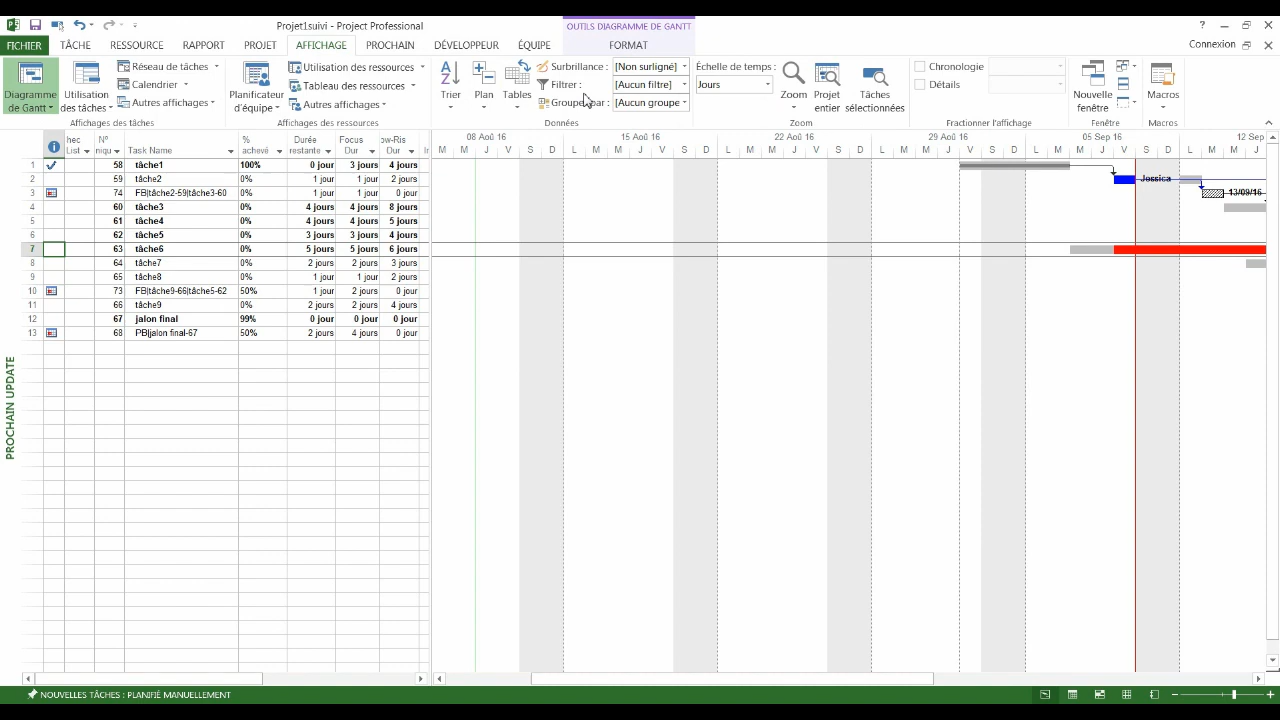 Projet1suivi - Project Professional
OUTILS DIAGRAMME DE GANTT
FICHIER TÂCHE RESSOURCE RAPPORT PROJET AFFICHAGE PROCHAIN DÉVELOPPEUR ÉQUIPE FORMAT
Connexion
Diagramme de Gantt
Utilisation des tâches
Réseau de tâches
Calendrier
Autres affichages
Affichages des tâches
Planificateur d'équipe
Utilisation des ressources
Tableau des ressources
Autres affichages
Affichages des ressources
Trier
Plan
Tables
Surbrillance : [Non surligné]
Filtrer : [Aucun filtre]
[Aucun groupe
Données
Échelle de temps :
Jours
Zoom
Projet entier
Tâches sélectionnées
Zoom
Chronologie
Détails
Fractionner l'affichage
Nouvelle fenêtre
Fenêtre
Macros
Macros
hec List
N° niqu
Task Name
% achevé
Durée restante
Focus Dur
ow-Ris Dur
Ir
08 Aoû 16 15 Aoû 16 22 Aoû 16 29 Aoû 16 05 Sep 16 12 Sep
M M J V S D L M M J V S D L M M J V S D L M M J V S D L M M J V S D L M M J
1 58 tâche1 100% 0 jour 3 jours 4 jours
2 59 tâche2 0% 1 jour 1 jour 2 jours
Jessica
3 74 FB|tâche2-59|tâche3-60 0% 1 jour 1 jour 0 jour
13/09/16
4 60 tâche3 0% 4 jours 4 jours 8 jours
5 61 tâche4 0% 4 jours 4 jours 5 jours
6 62 tâche5 0% 3 jours 3 jours 4 jours
7 63 tâche6 0% 5 jours 5 jours 6 jours
8 64 tâche7 0% 2 jours 2 jours 3 jours
9 65 tâche8 0% 1 jour 1 jour 2 jours
10 73 FB|tâche9-66|tâche5-62 50% 1 jour 2 jours 0 jour
11 66 tâche9 0% 2 jours 2 jours 4 jours
12 67 jalon final 99% 0 jour 0 jour 0 jour
13 68 PB|jalon final-67 50% 2 jours 4 jours 0 jour
PROCHAIN UPDATE
NOUVELLES TÂCHES : PLANIFIÉ MANUELLEMENT